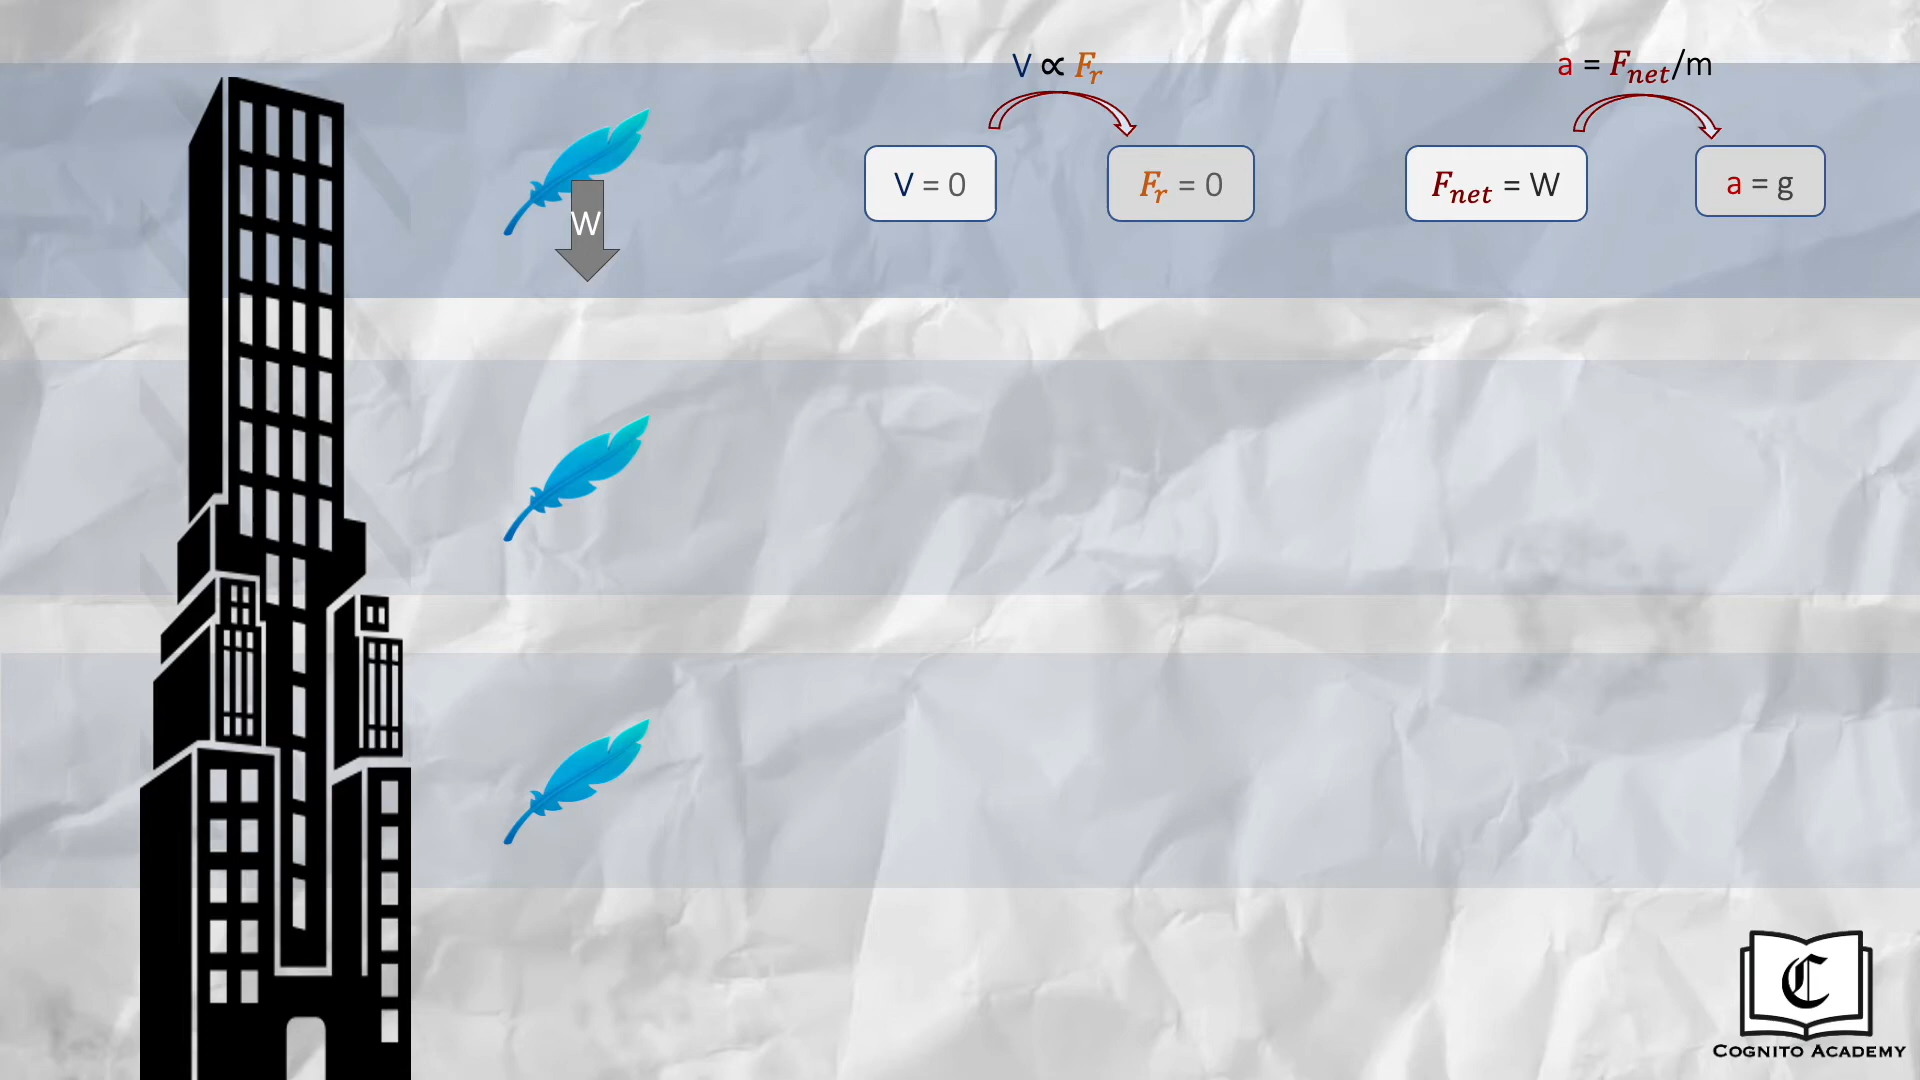 V ∝ Fr
a = Fnet/m
V = 0
Fr = 0
Fnet = W
a = g
W
C
COGNITO ACADEMY